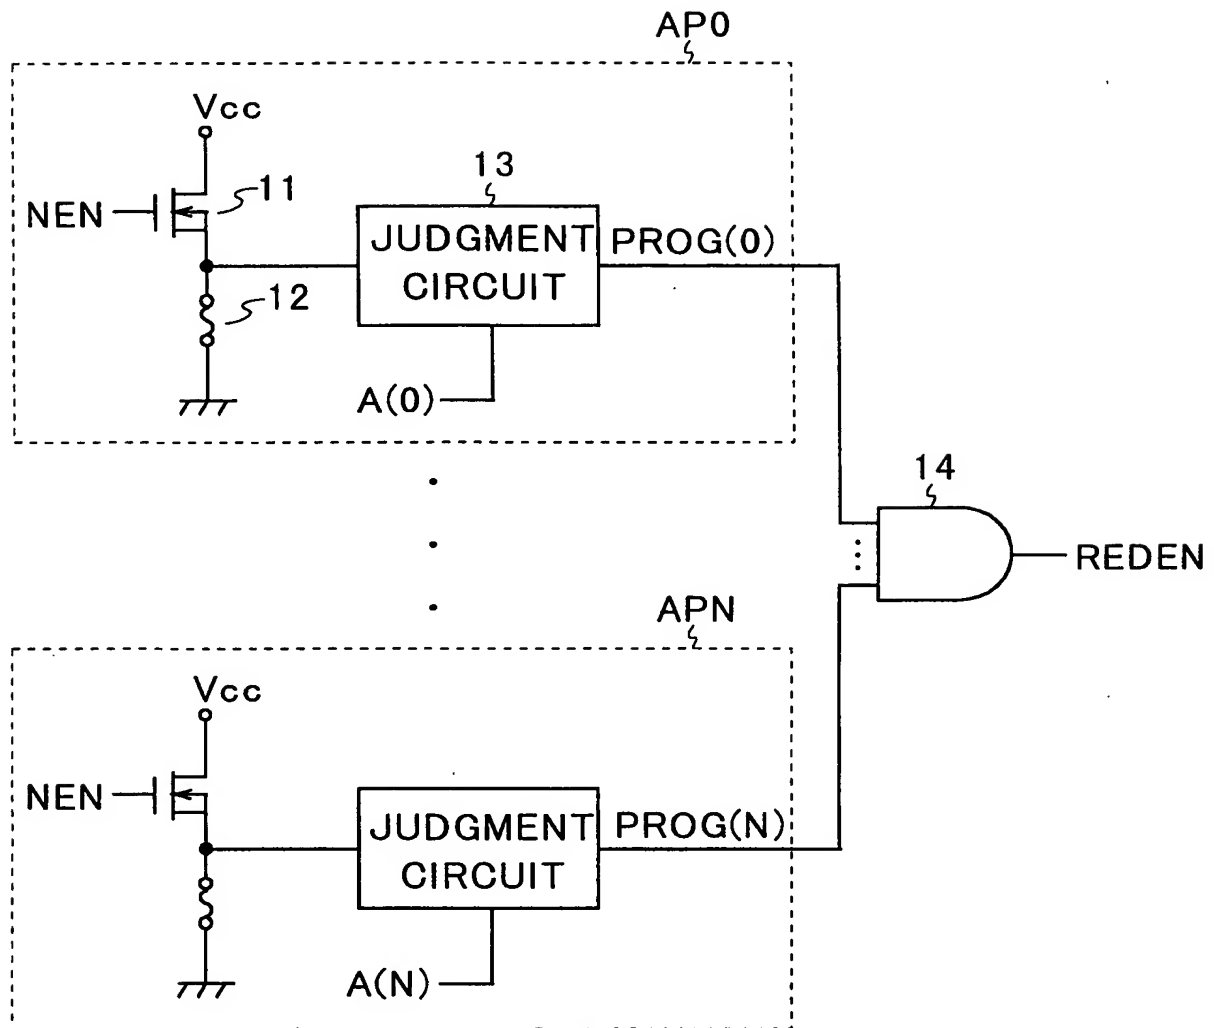 AP0
Vcc
NEN
11
12
13
JUDGMENT
CIRCUIT
PROG(0)
A(0)
14
REDEN
APN
Vcc
NEN
JUDGMENT
CIRCUIT
PROG(N)
A(N)